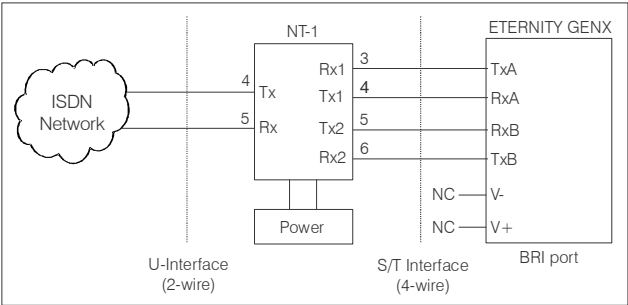 NT-1
ETERNITY GENX
ISDN
Network
4
Tx
5
Rx
Rx1
3
Tx1
4
Tx2
5
Rx2
6
TxA
RxA
RxB
TxB
NC
V-
NC
V+
Power
BRI port
U-Interface
(2-wire)
S/T Interface
(4-wire)